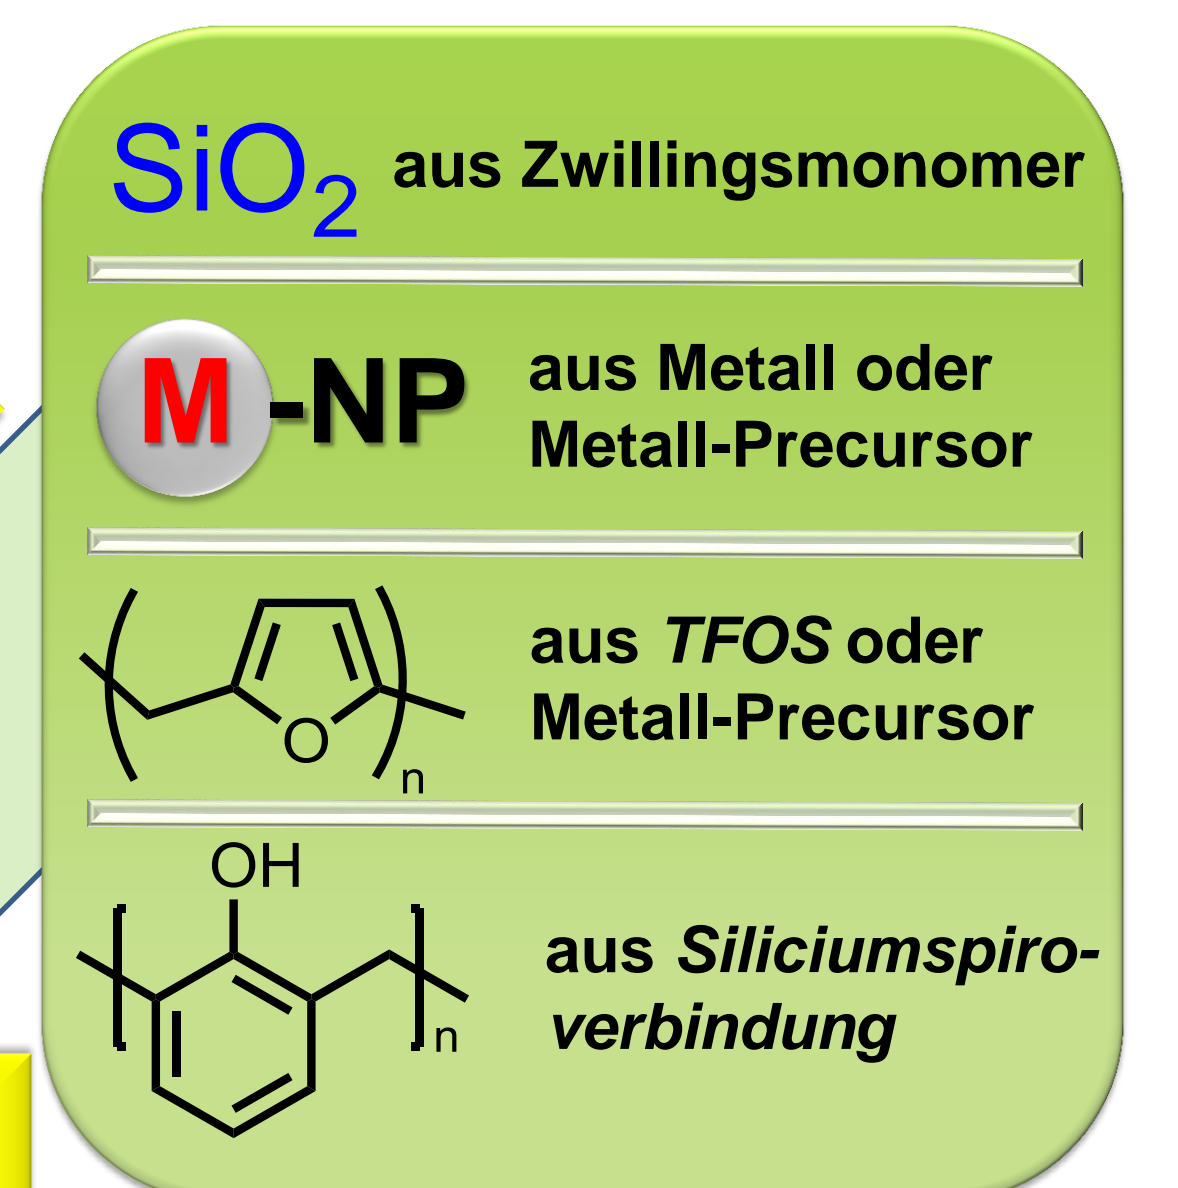 SiO₂ aus Zwillingsmonomer
M-NP aus Metall oder
Metall-Precursor
aus TFOS oder
Metall-Precursor
O
n
OH
aus Siliciumspiro-
verbindung
n